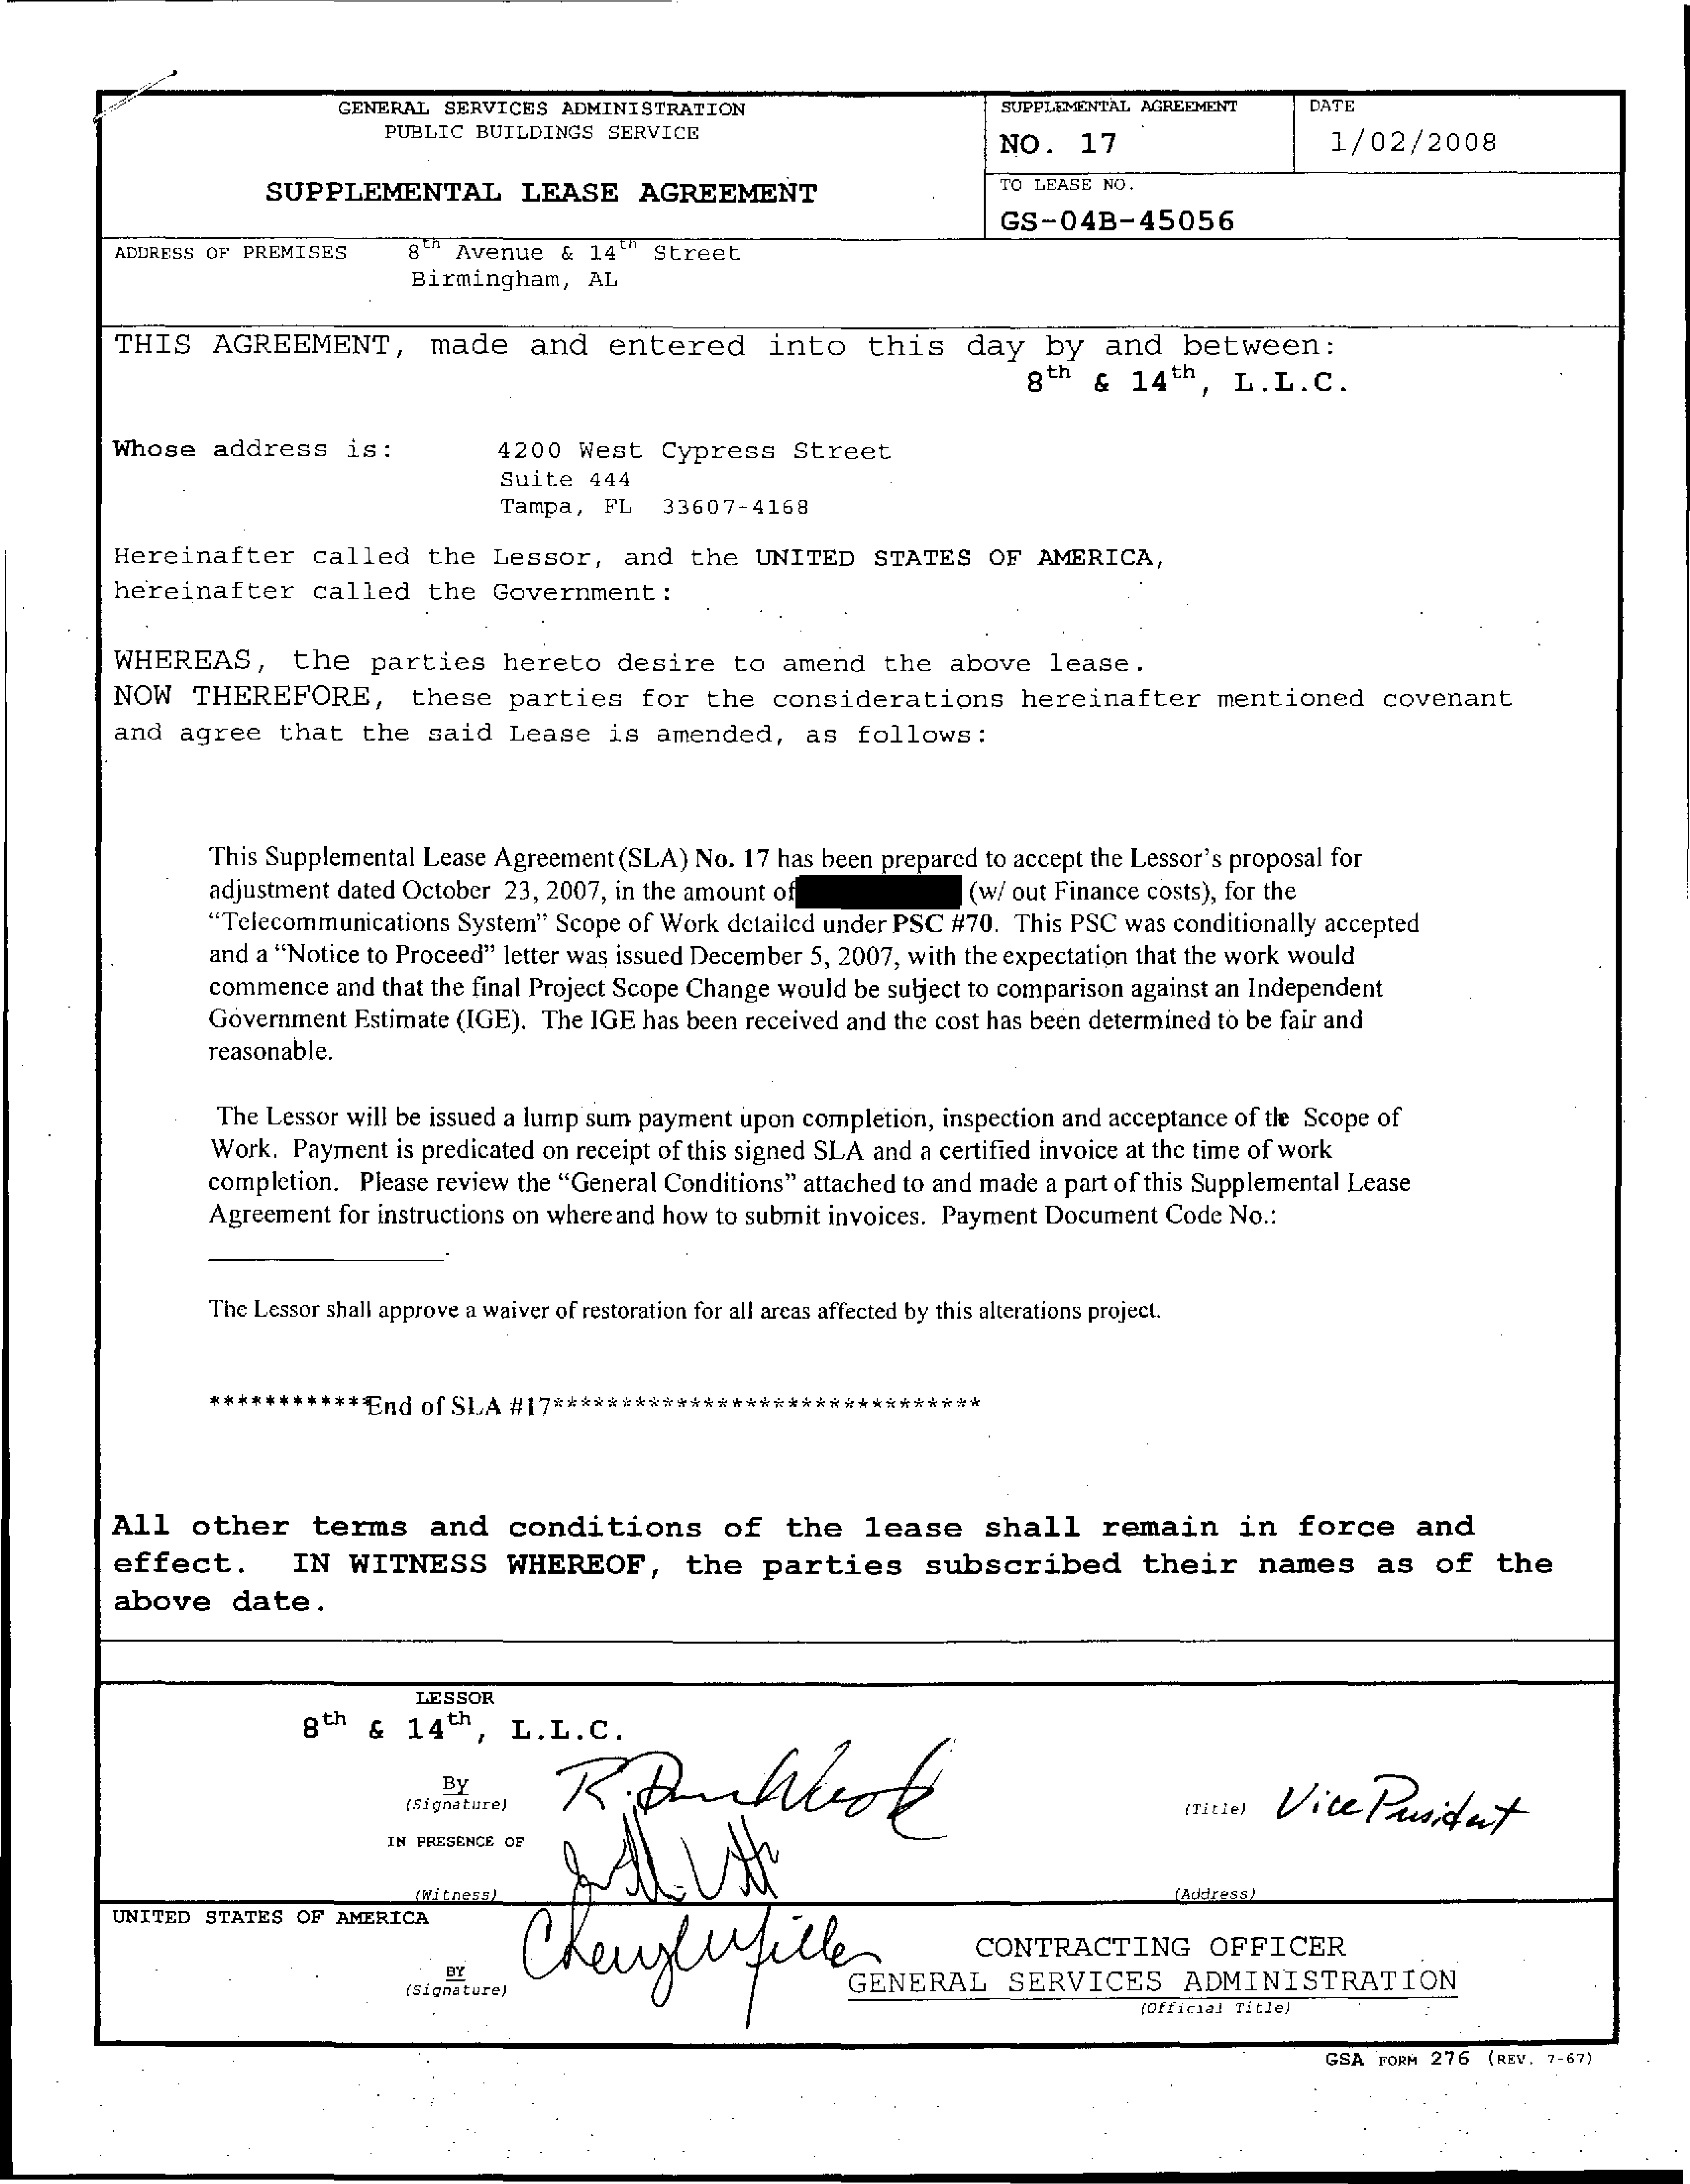 GENERAL SERVICES ADMINISTRATION
PUBLIC BUILDINGS SERVICE
SUPPLEMENTAL LEASE AGREEMENT
SUPPLEMENTAL AGREEMENT
NO. 17
DATE
1/02/2008
TO LEASE NO.
GS-04B-45056
ADDRESS OF PREMISES 8th Avenue & 14th Street
Birmingham, AL
THIS AGREEMENT, made and entered into this day by and between:
8th & 14th, L.L.C.
Whose address is: 4200 West Cypress Street
Suite 444
Tampa, FL 33607-4168
Hereinafter called the Lessor, and the UNITED STATES OF AMERICA,
hereinafter called the Government:
WHEREAS, the parties hereto desire to amend the above lease.
NOW THEREFORE, these parties for the considerations hereinafter mentioned covenant
and agree that the said Lease is amended, as follows:
This Supplemental Lease Agreement (SLA) No. 17 has been prepared to accept the Lessor's proposal for
adjustment dated October 23, 2007, in the amount of (w/ out Finance costs), for the
"Telecommunications System" Scope of Work detailed under PSC #70. This PSC was conditionally accepted
and a "Notice to Proceed" letter was issued December 5, 2007, with the expectation that the work would
commence and that the final Project Scope Change would be subject to comparison against an Independent
Government Estimate (IGE). The IGE has been received and the cost has been determined to be fair and
reasonable.
The Lessor will be issued a lump sum payment upon completion, inspection and acceptance of the Scope of
Work. Payment is predicated on receipt of this signed SLA and a certified invoice at the time of work
completion. Please review the "General Conditions" attached to and made a part of this Supplemental Lease
Agreement for instructions on where and how to submit invoices. Payment Document Code No.:
The Lessor shall approve a waiver of restoration for all areas affected by this alterations project.
************End of SLA #17*******************************
All other terms and conditions of the lease shall remain in force and
effect. IN WITNESS WHEREOF, the parties subscribed their names as of the
above date.
LESSOR
8th & 14th, L.L.C.
By
(Signature)
(Title) Vice President
IN PRESENCE OF
(Witness)
(Address)
UNITED STATES OF AMERICA
BY
(Signature)
CONTRACTING OFFICER
GENERAL SERVICES ADMINISTRATION
(Official Title)
GSA FORM 276 (REV. 7-67)